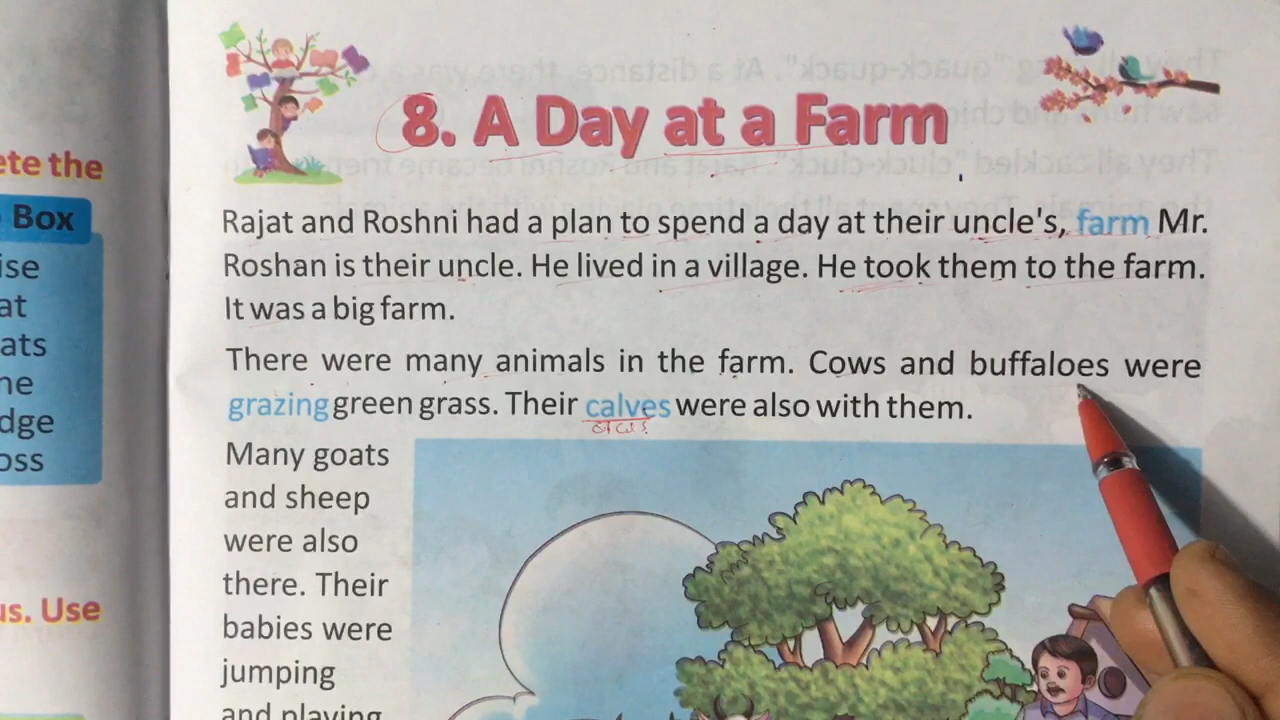 ete the
Box
ise
at
ats
ne
dge
oss
us. Use
8. A Day at a Farm
Rajat and Roshni had a plan to spend a day at their uncle's, farm Mr.
Roshan is their uncle. He lived in a village. He took them to the farm.
It was a big farm.
There were many animals in the farm. Cows and buffaloes were
grazing green grass. Their calves were also with them.
Many goats
and sheep
were also
there. Their
babies were
jumping
and playing